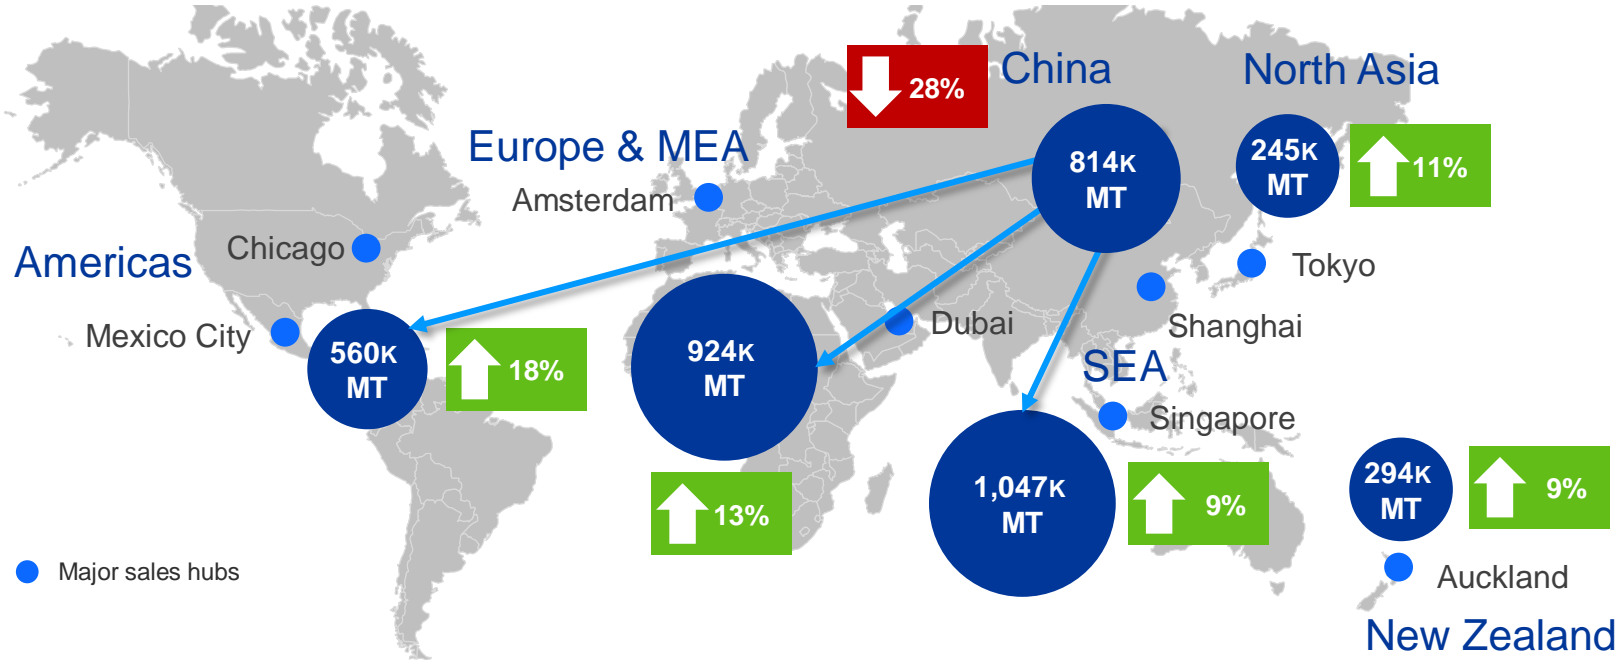 China
North Asia
28%
814K
MT
245K
MT
11%
Europe & MEA
Amsterdam
Americas
Chicago
Mexico City
560K
MT
18%
924K
MT
13%
Dubai
Tokyo
Shanghai
SEA
Singapore
1,047K
MT
9%
294K
MT
9%
Auckland
New Zealand
Major sales hubs